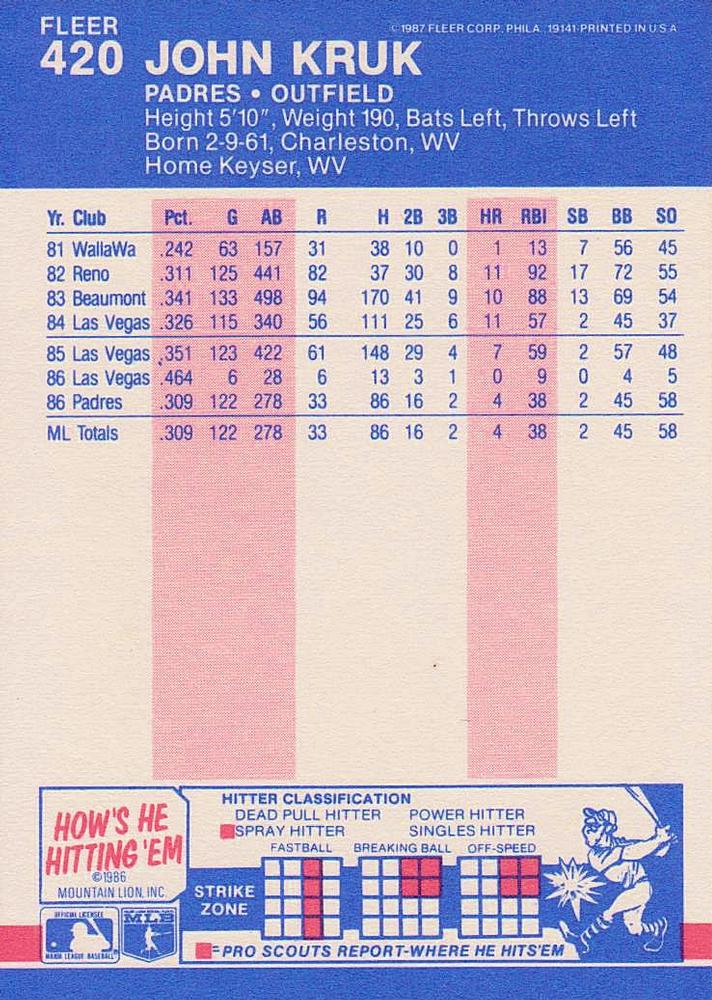 FLEER
© 1987 FLEER CORP. PHILA. 19141-PRINTED IN U S A
420 JOHN KRUK
PADRES • OUTFIELD
Height 5'10", Weight 190, Bats Left, Throws Left
Born 2-9-61, Charleston, WV
Home Keyser, WV
Yr. Club Pct. G AB R H 2B 3B HR RBI SB BB SO
81 WallaWa .242 63 157 31 38 10 0 1 13 7 56 45
82 Reno .311 125 441 82 37 30 8 11 92 17 72 55
83 Beaumont .341 133 498 94 170 41 9 10 88 13 69 54
84 Las Vegas .326 115 340 56 111 25 6 11 57 2 45 37
85 Las Vegas .351 123 422 61 148 29 4 7 59 2 57 48
86 Las Vegas .464 6 28 6 13 3 1 0 9 0 4 5
86 Padres .309 122 278 33 86 16 2 4 38 2 45 58
ML Totals .309 122 278 33 86 16 2 4 38 2 45 58
HOW'S HE
HITTING 'EM
©1986
MOUNTAIN LION, INC.
OFFICIAL LICENSEE
MAJOR LEAGUE BASEBALL
MLB
HITTER CLASSIFICATION
DEAD PULL HITTER POWER HITTER
SPRAY HITTER SINGLES HITTER
FASTBALL BREAKING BALL OFF-SPEED
STRIKE
ZONE
=PRO SCOUTS REPORT-WHERE HE HITS'EM